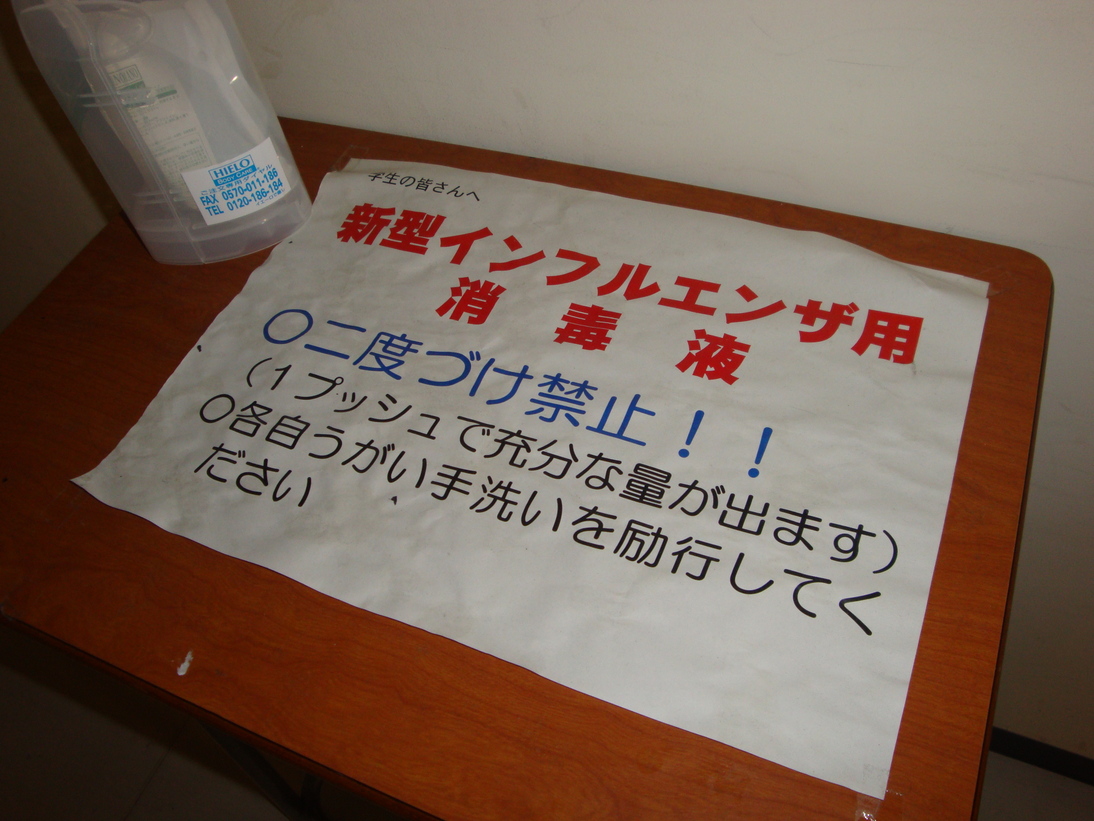 HIELO
BODY CARE
FAX 0570-011-186
TEL 0120-186-184
学生の皆さんへ
新型インフルエンザ用
消毒液
○二度づけ禁止！！
（１プッシュで充分な量が出ます）
○各自うがい手洗いを励行してく
ださい